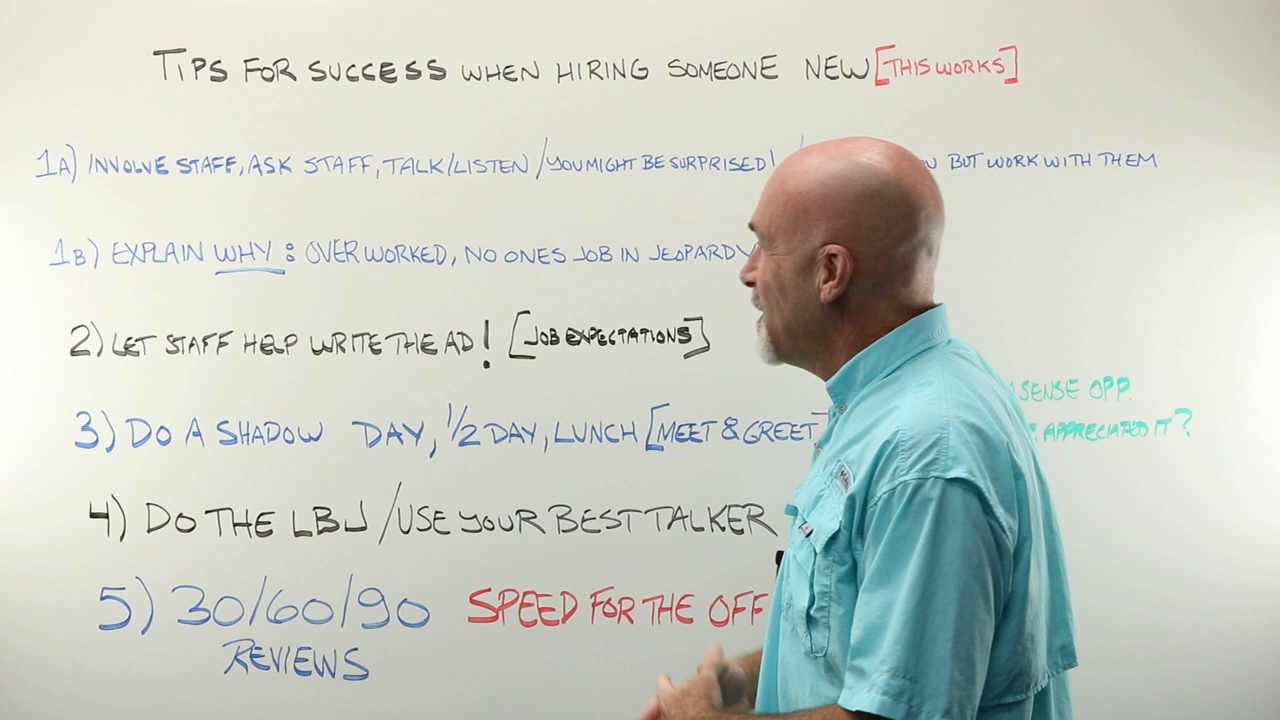 TIPS FOR SUCCESS WHEN HIRING SOMEONE NEW [THIS WORKS]
1A) INVOLVE STAFF, ASK STAFF, TALK/LISTEN / YOU MIGHT BE SURPRISED! / BUT WORK WITH THEM
1B) EXPLAIN WHY : OVER WORKED, NO ONES JOB IN JEOPARDY
2) LET STAFF HELP WRITE THE AD! [JOB EXPECTATIONS]
SENSE OPP.
3) DO A SHADOW DAY, 1/2 DAY, LUNCH [MEET & GREET]
APPRECIATED IT?
4) DO THE LBJ / USE YOUR BEST TALKER
5) 30/60/90 SPEED FOR THE OFF
REVIEWS